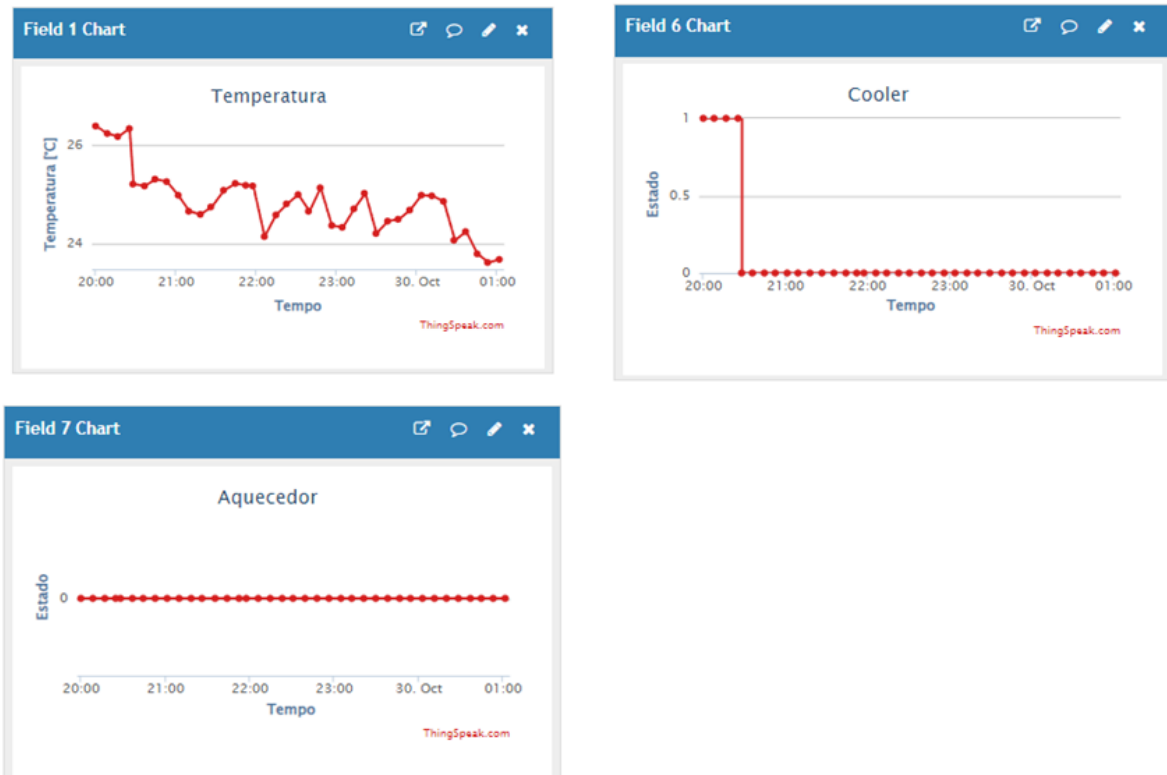 Field 1 Chart
Temperatura
Temperatura [°C]
26
24
20:00 21:00 22:00 23:00 30. Oct 01:00
Tempo
ThingSpeak.com
Field 6 Chart
Cooler
Estado
1
0.5
0
20:00 21:00 22:00 23:00 30. Oct 01:00
Tempo
ThingSpeak.com
Field 7 Chart
Aquecedor
Estado
0
20:00 21:00 22:00 23:00 30. Oct 01:00
Tempo
ThingSpeak.com